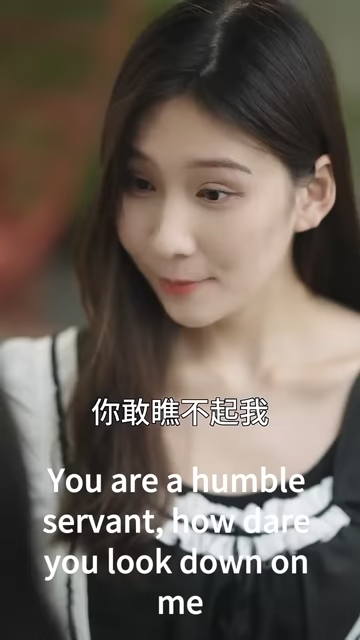 你敢瞧不起我
You are a humble
servant, how dare
you look down on
me